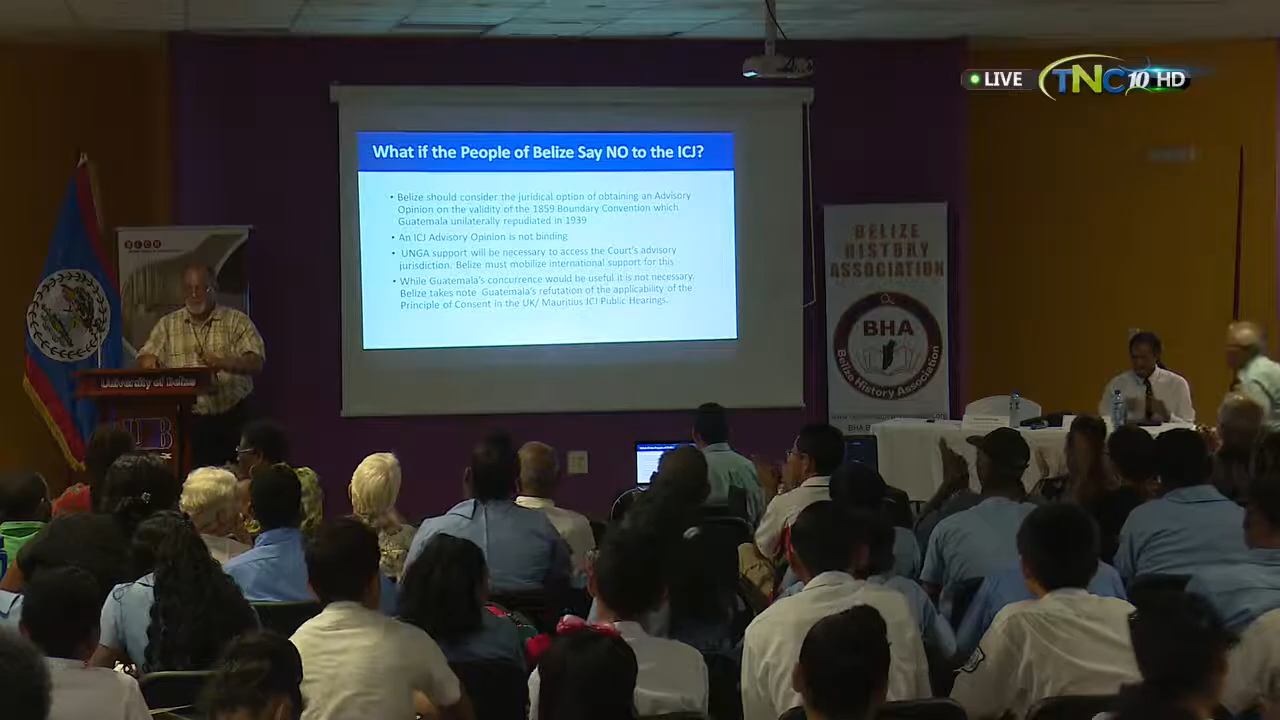 LIVE TNC10 HD
What if the People of Belize Say NO to the ICJ?
• Belize should consider the juridical option of obtaining an Advisory
Opinion on the validity of the 1859 Boundary Convention which
Guatemala unilaterally repudiated in 1939
• An ICJ Advisory Opinion is not binding
• UNGA support will be necessary to access the Court's advisory
jurisdiction. Belize must mobilize international support for this
• While Guatemala's concurrence would be useful it is not necessary.
Belize takes note Guatemala's refutation of the applicability of the
Principle of Consent in the UK/ Mauritius ICJ Public Hearings.
BELIZE
HISTORY
ASSOCIATION
BHA
Belize History Association
University of Belize
UB